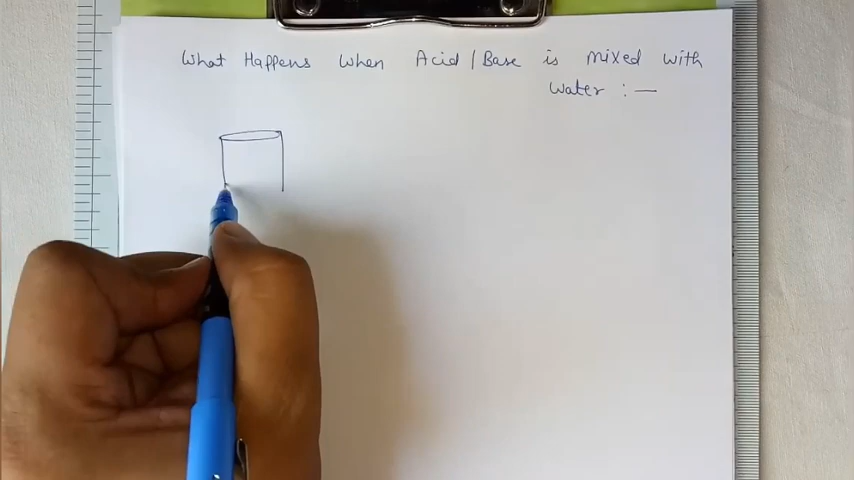 What Happens when Acid/Base is mixed with
water :—